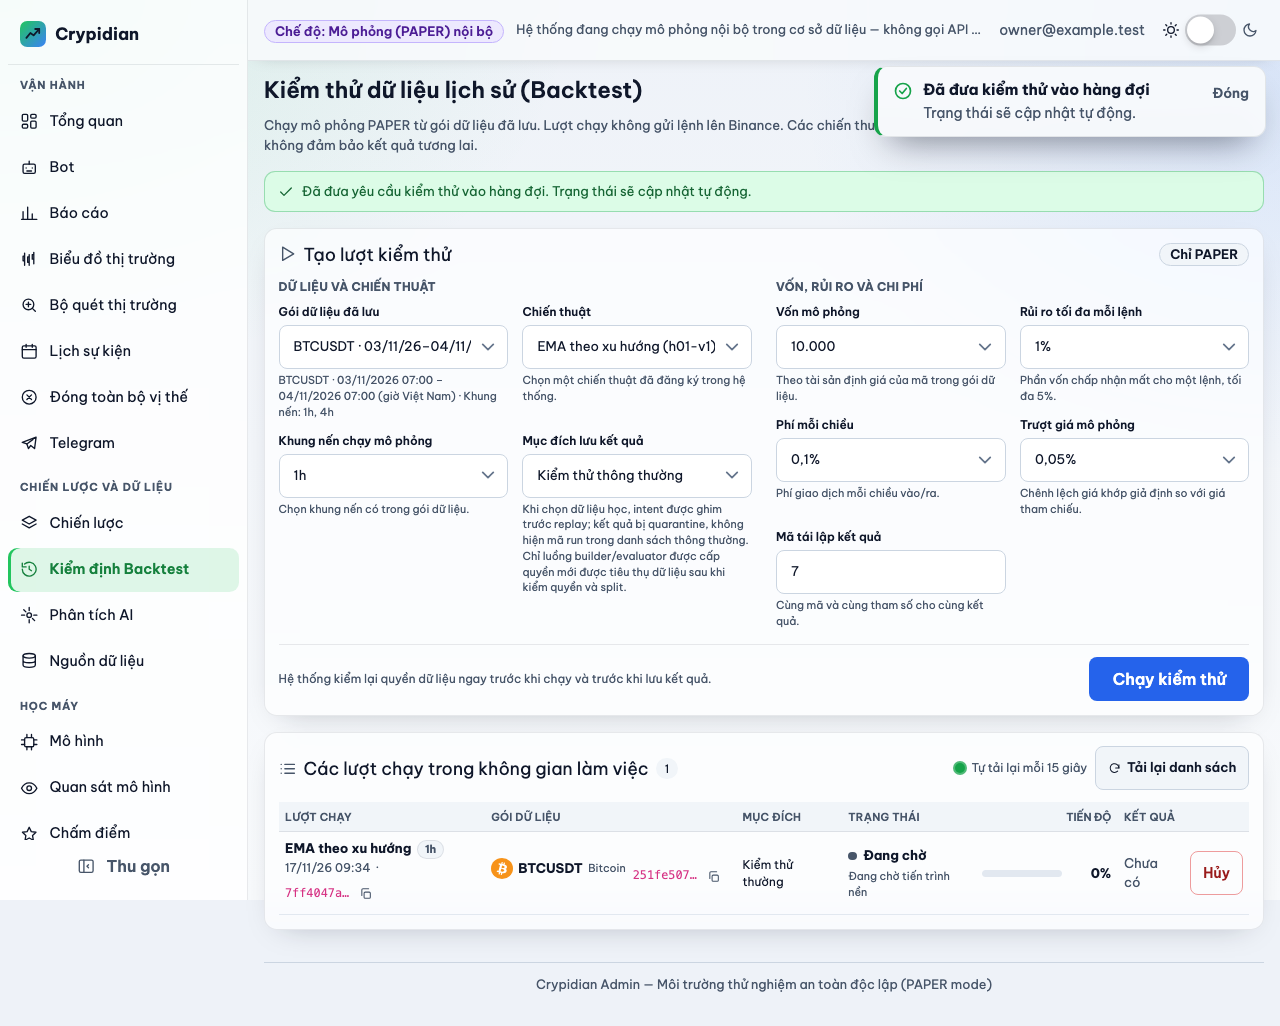 Crypidian
VẬN HÀNH
Tổng quan
Bot
Báo cáo
Biểu đồ thị trường
Bộ quét thị trường
Lịch sự kiện
Đóng toàn bộ vị thế
Telegram
CHIẾN LƯỢC VÀ DỮ LIỆU
Chiến lược
Kiểm định Backtest
Phân tích AI
Nguồn dữ liệu
HỌC MÁY
Mô hình
Quan sát mô hình
Chấm điểm
Thu gọn
Chế độ: Mô phỏng (PAPER) nội bộ
Hệ thống đang chạy mô phỏng nội bộ trong cơ sở dữ liệu — không gọi API ...
owner@example.test
Kiểm thử dữ liệu lịch sử (Backtest)
Chạy mô phỏng PAPER từ gói dữ liệu đã lưu. Lượt chạy không gửi lệnh lên Binance. Các chiến thu
không đảm bảo kết quả tương lai.
Đã đưa kiểm thử vào hàng đợi
Trạng thái sẽ cập nhật tự động.
Đóng
Đã đưa yêu cầu kiểm thử vào hàng đợi. Trạng thái sẽ cập nhật tự động.
Tạo lượt kiểm thử
Chỉ PAPER
DỮ LIỆU VÀ CHIẾN THUẬT
Gói dữ liệu đã lưu
BTCUSDT · 03/11/26–04/11/
BTCUSDT · 03/11/2026 07:00 –
04/11/2026 07:00 (giờ Việt Nam) · Khung
nến: 1h, 4h
Chiến thuật
EMA theo xu hướng (h01-v1)
Chọn một chiến thuật đã đăng ký trong hệ
thống.
Khung nến chạy mô phỏng
1h
Chọn khung nến có trong gói dữ liệu.
Mục đích lưu kết quả
Kiểm thử thông thường
Khi chọn dữ liệu học, intent được ghim
trước replay; kết quả bị quarantine, không
hiện mã run trong danh sách thông thường.
Chỉ luồng builder/evaluator được cấp
quyền mới được tiêu thụ dữ liệu sau khi
kiểm quyền và split.
VỐN, RỦI RO VÀ CHI PHÍ
Vốn mô phỏng
10.000
Theo tài sản định giá của mã trong gói dữ
liệu.
Rủi ro tối đa mỗi lệnh
1%
Phần vốn chấp nhận mất cho một lệnh, tối
đa 5%.
Phí mỗi chiều
0,1%
Phí giao dịch mỗi chiều vào/ra.
Trượt giá mô phỏng
0,05%
Chênh lệch giá khớp giả định so với giá
tham chiếu.
Mã tái lập kết quả
7
Cùng mã và cùng tham số cho cùng kết
quả.
Hệ thống kiểm lại quyền dữ liệu ngay trước khi chạy và trước khi lưu kết quả.
Chạy kiểm thử
Các lượt chạy trong không gian làm việc 1
Tự tải lại mỗi 15 giây
Tải lại danh sách
LƯỢT CHẠY GÓI DỮ LIỆU MỤC ĐÍCH TRẠNG THÁI TIẾN ĐỘ KẾT QUẢ
EMA theo xu hướng 1h
17/11/26 09:34 ·
7ff4047a…
BTCUSDT Bitcoin 251fe507…
Kiểm thử
thường
Đang chờ
Đang chờ tiến trình
nền
0%
Chưa
có
Hủy
Crypidian Admin — Môi trường thử nghiệm an toàn độc lập (PAPER mode)